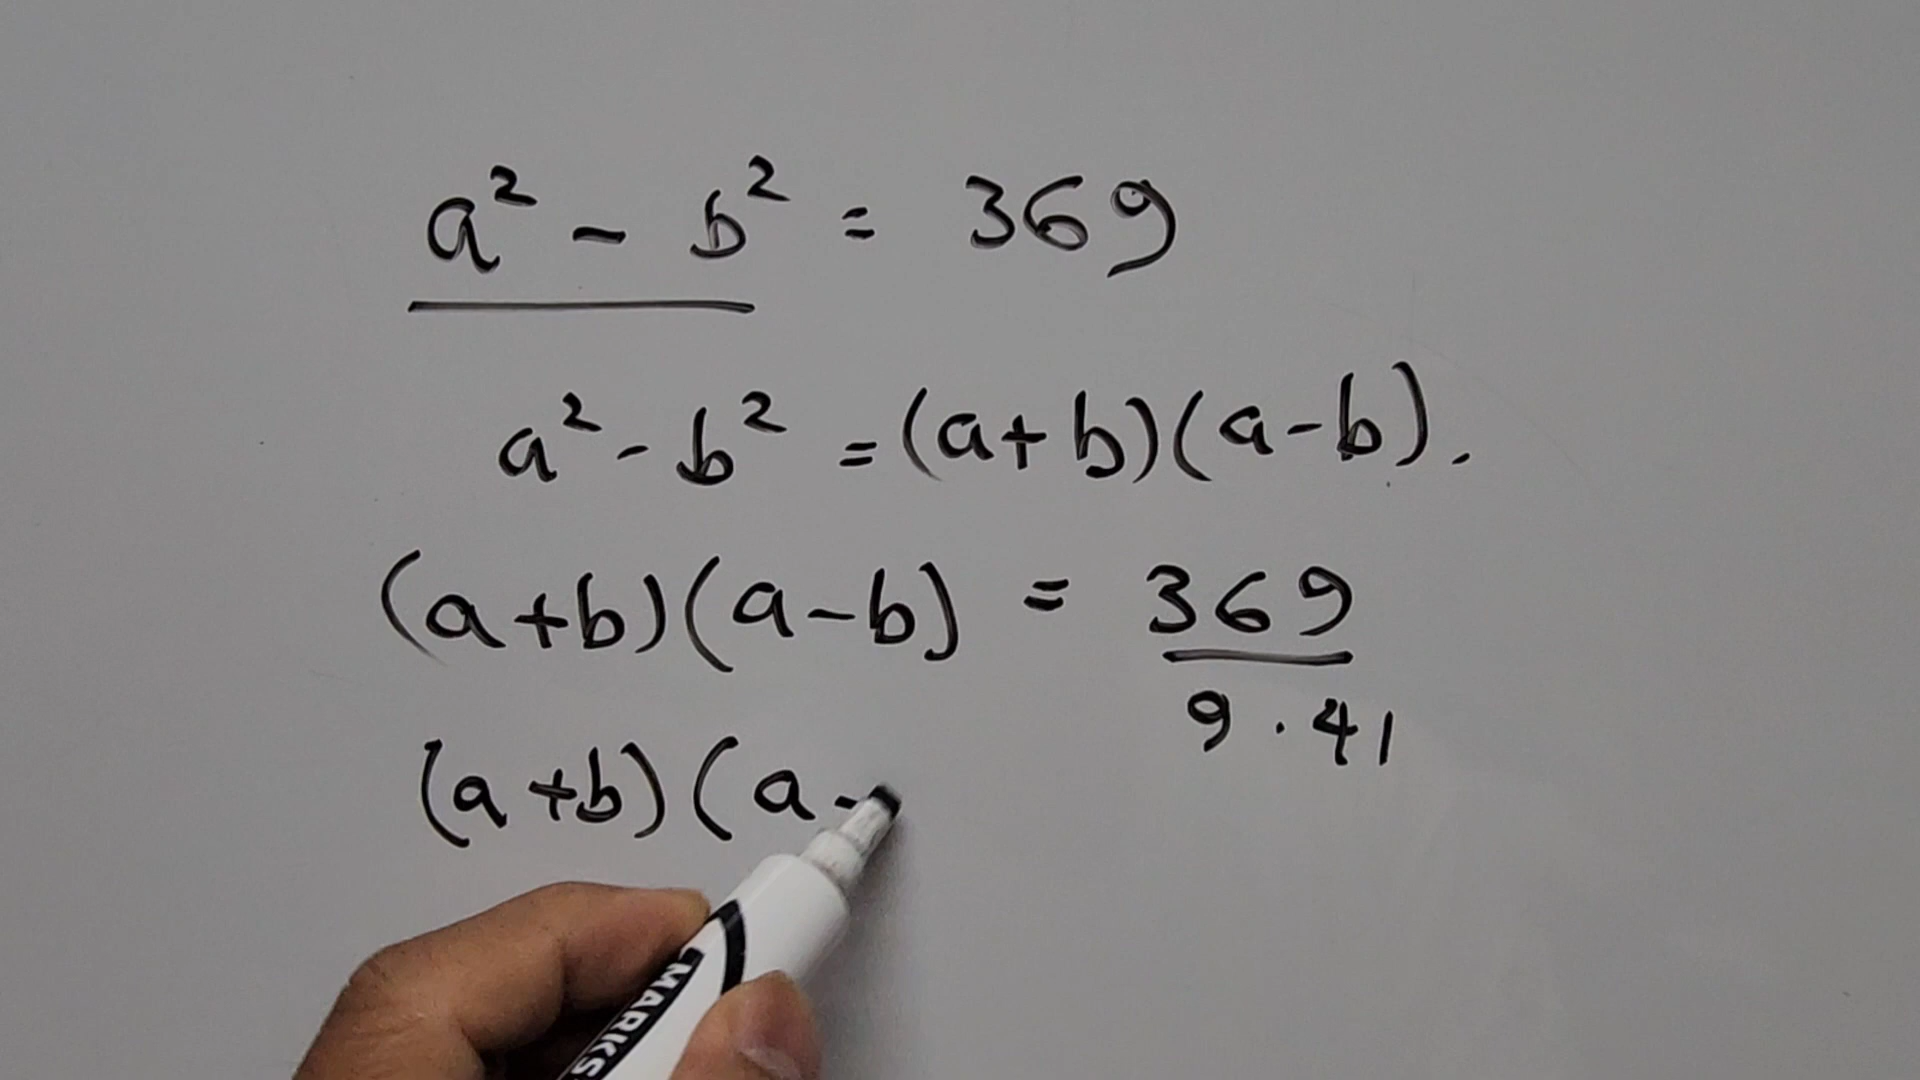 a² - b² = 369
a² - b² = (a+b)(a-b).
(a+b)(a-b) = 369
9 . 41
(a+b)(a-
MARKS